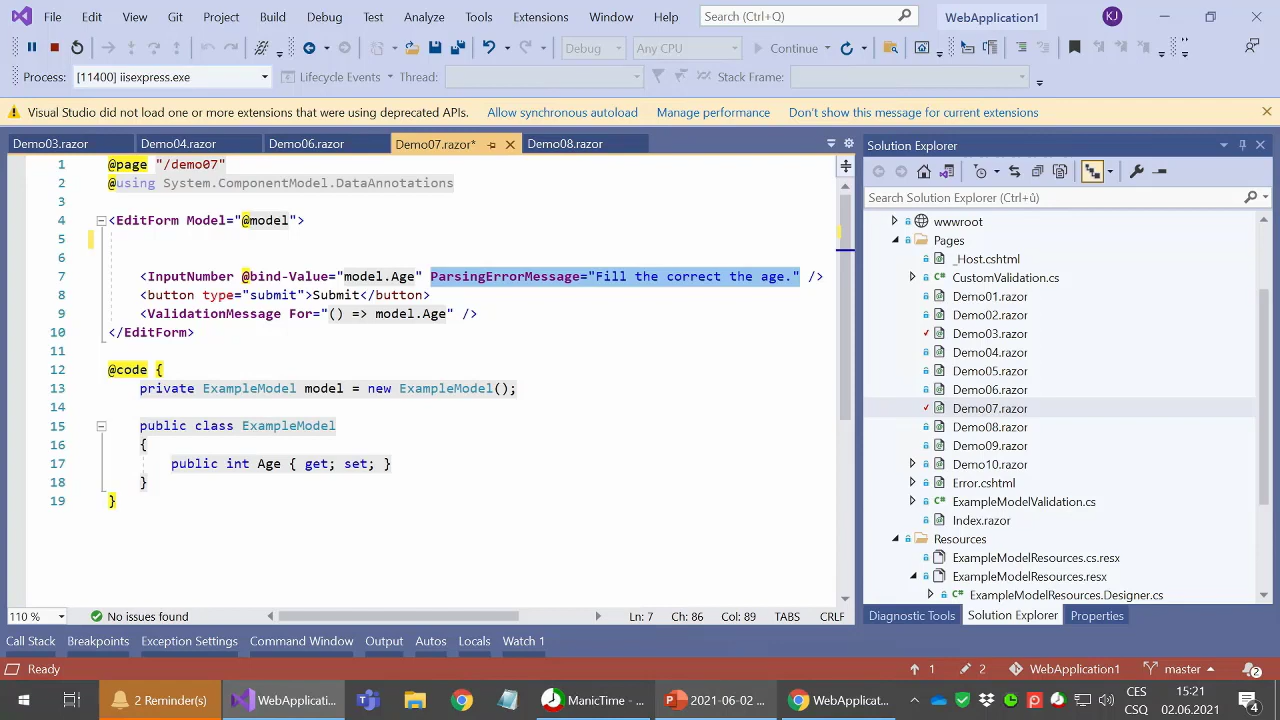 File Edit View Git Project Build Debug Test Analyze Tools Extensions Window Help Search (Ctrl+Q) WebApplication1 KJ
Debug Any CPU Continue
Process: [11400] iisexpress.exe Lifecycle Events Thread: Stack Frame:
Visual Studio did not load one or more extensions that were using deprecated APIs. Allow synchronous autoload Manage performance Don't show this message for current extensions
Demo03.razor Demo04.razor Demo06.razor Demo07.razor* Demo08.razor
1 @page "/demo07"
2 @using System.ComponentModel.DataAnnotations
3
4 <EditForm Model="@model">
5
6
7 <InputNumber @bind-Value="model.Age" ParsingErrorMessage="Fill the correct the age." />
8 <button type="submit">Submit</button>
9 <ValidationMessage For="() => model.Age" />
10 </EditForm>
11
12 @code {
13 private ExampleModel model = new ExampleModel();
14
15 public class ExampleModel
16 {
17 public int Age { get; set; }
18 }
19 }
110 % No issues found Ln: 7 Ch: 86 Col: 89 TABS CRLF
Solution Explorer
Search Solution Explorer (Ctrl+ů)
wwwroot
Pages
_Host.cshtml
CustomValidation.cs
Demo01.razor
Demo02.razor
Demo03.razor
Demo04.razor
Demo05.razor
Demo06.razor
Demo07.razor
Demo08.razor
Demo09.razor
Demo10.razor
Error.cshtml
ExampleModelValidation.cs
Index.razor
Resources
ExampleModelResources.cs.resx
ExampleModelResources.resx
ExampleModelResources.Designer.cs
Diagnostic Tools Solution Explorer Properties
Call Stack Breakpoints Exception Settings Command Window Output Autos Locals Watch 1
Ready 1 2 WebApplication1 master 2
2 Reminder(s) WebApplicati... ManicTime - ... 2021-06-02 ... WebApplicat... CES 15:21
CSQ 02.06.2021 4